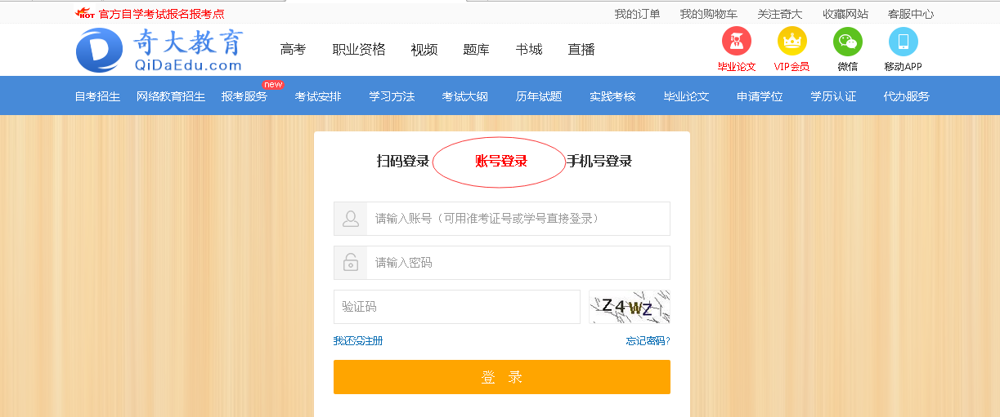 HOT 官方自学考试报名报考点 我的订单 我的购物车 关注奇大 收藏网站 客服中心
奇大教育
QiDaEdu.com
高考 职业资格 视频 题库 书城 直播
毕业论文 VIP会员 微信 移动APP
new
自考招生 网络教育招生 报考服务 考试安排 学习方法 考试大纲 历年试题 实践考核 毕业论文 申请学位 学历认证 代办服务
扫码登录 账号登录 手机号登录
请输入账号（可用准考证号或学号直接登录）
请输入密码
验证码 Z4WZ
我还没注册 忘记密码?
登 录